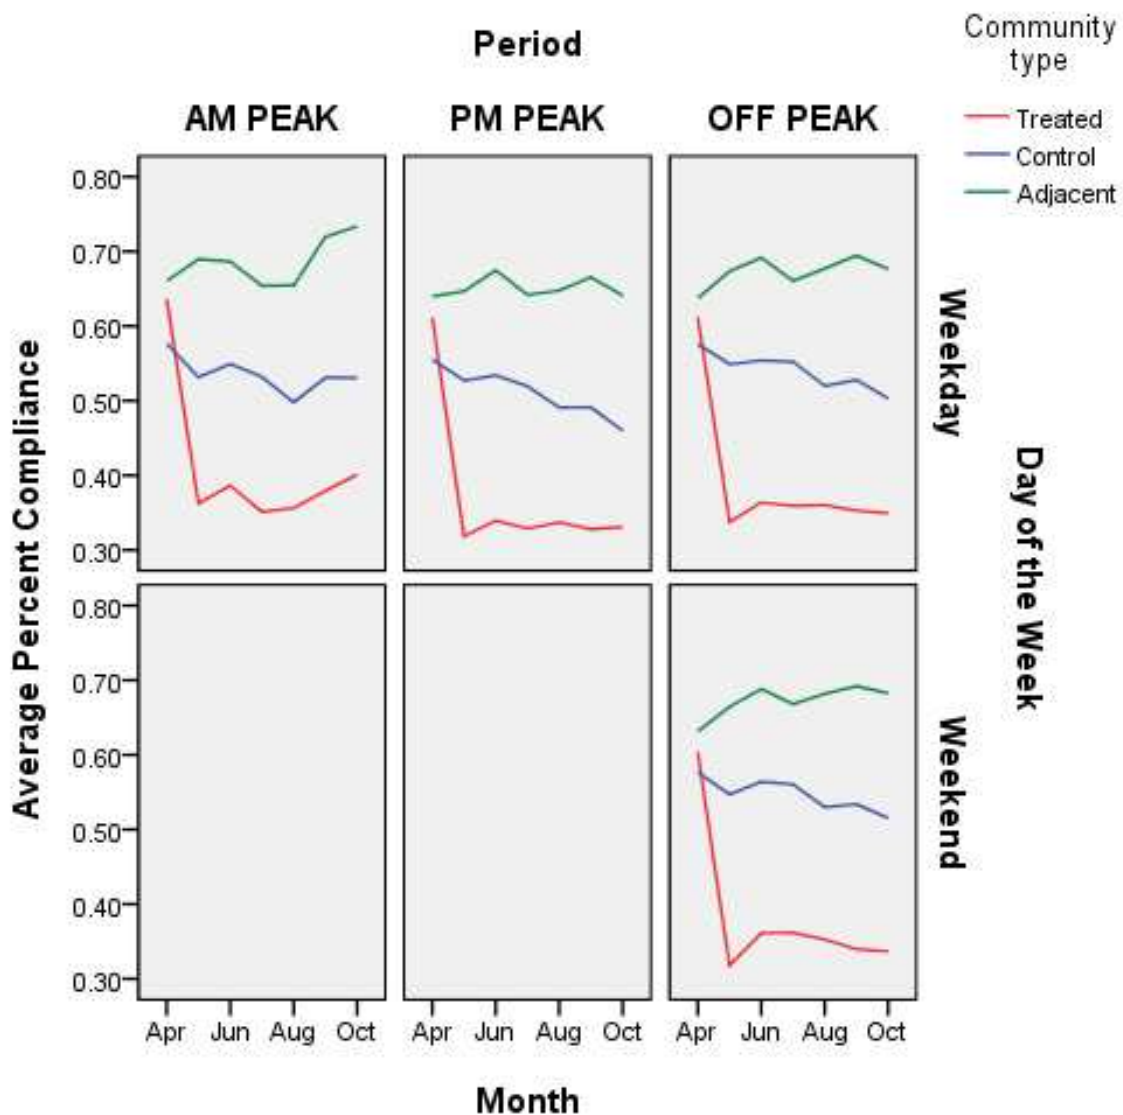 Period
Community
type
Treated
Control
Adjacent
AM PEAK
PM PEAK
OFF PEAK
Average Percent Compliance
0.80
0.70
0.60
0.50
0.40
0.30
Weekday
0.80
0.70
0.60
0.50
0.40
0.30
Weekend
Day of the Week
Apr Jun Aug Oct
Apr Jun Aug Oct
Apr Jun Aug Oct
Month